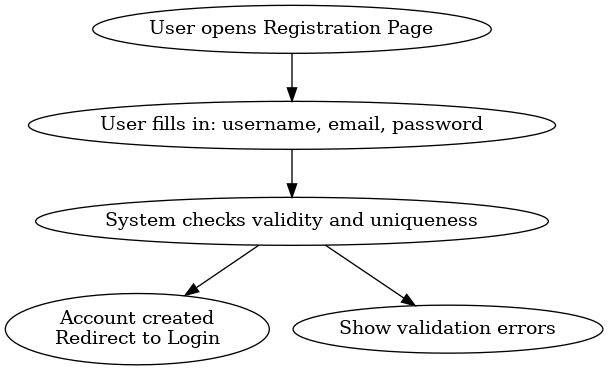 User opens Registration Page
User fills in: username, email, password
System checks validity and uniqueness
Account created
Redirect to Login
Show validation errors